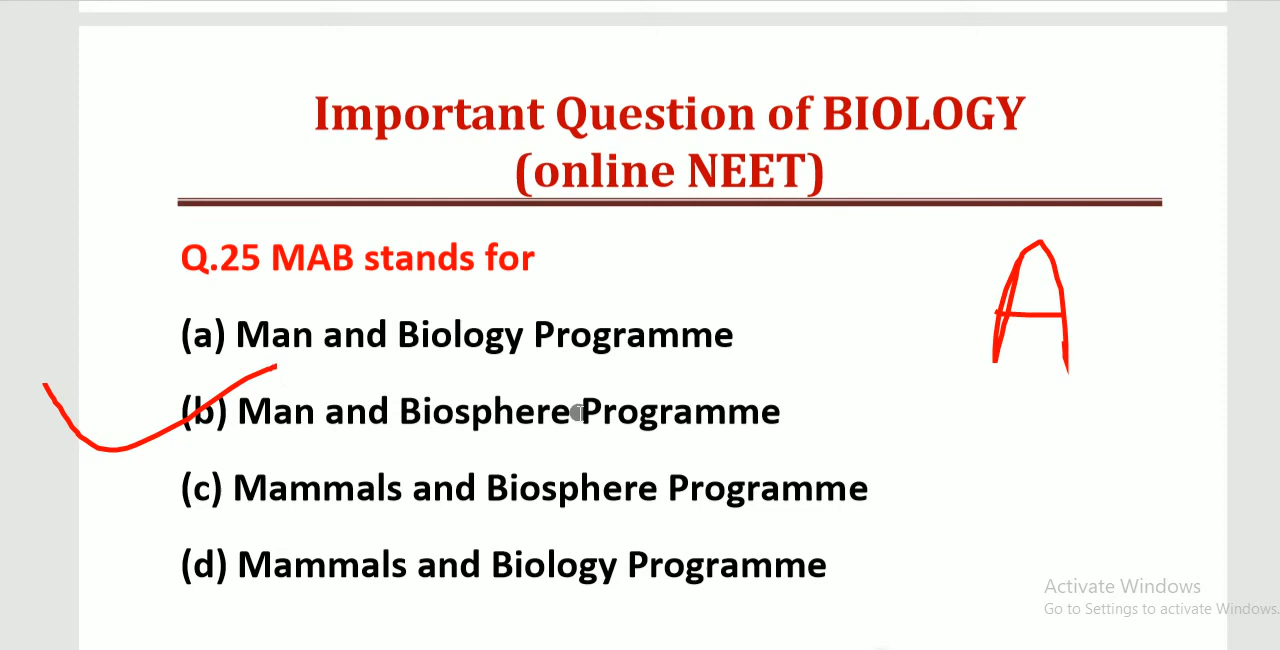 Important Question of BIOLOGY
(online NEET)
Q.25 MAB stands for
A
(a) Man and Biology Programme
(b) Man and Biosphere Programme
(c) Mammals and Biosphere Programme
(d) Mammals and Biology Programme
Activate Windows
Go to Settings to activate Windows.